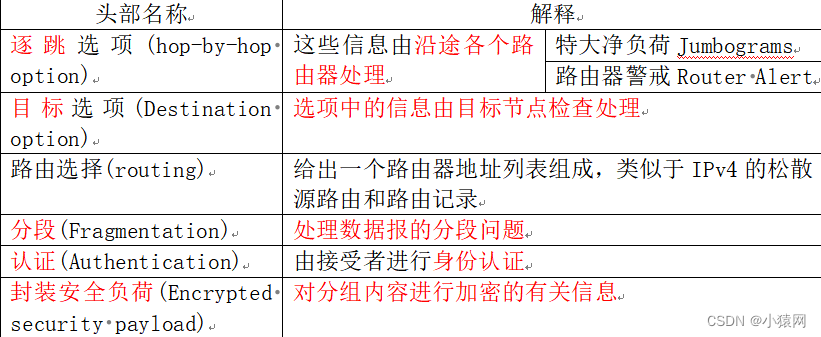 头部名称 解释
逐跳选项(hop-by-hop option) 这些信息由沿途各个路由器处理 特大净负荷 Jumbograms
路由器警戒 Router Alert
目标选项(Destination option) 选项中的信息由目标节点检查处理
路由选择(routing) 给出一个路由器地址列表组成，类似于 IPv4 的松散
源路由和路由记录
分段(Fragmentation) 处理数据报的分段问题
认证(Authentication) 由接受者进行身份认证
封装安全负荷(Encrypted security payload) 对分组内容进行加密的有关信息
CSDN @小猿网